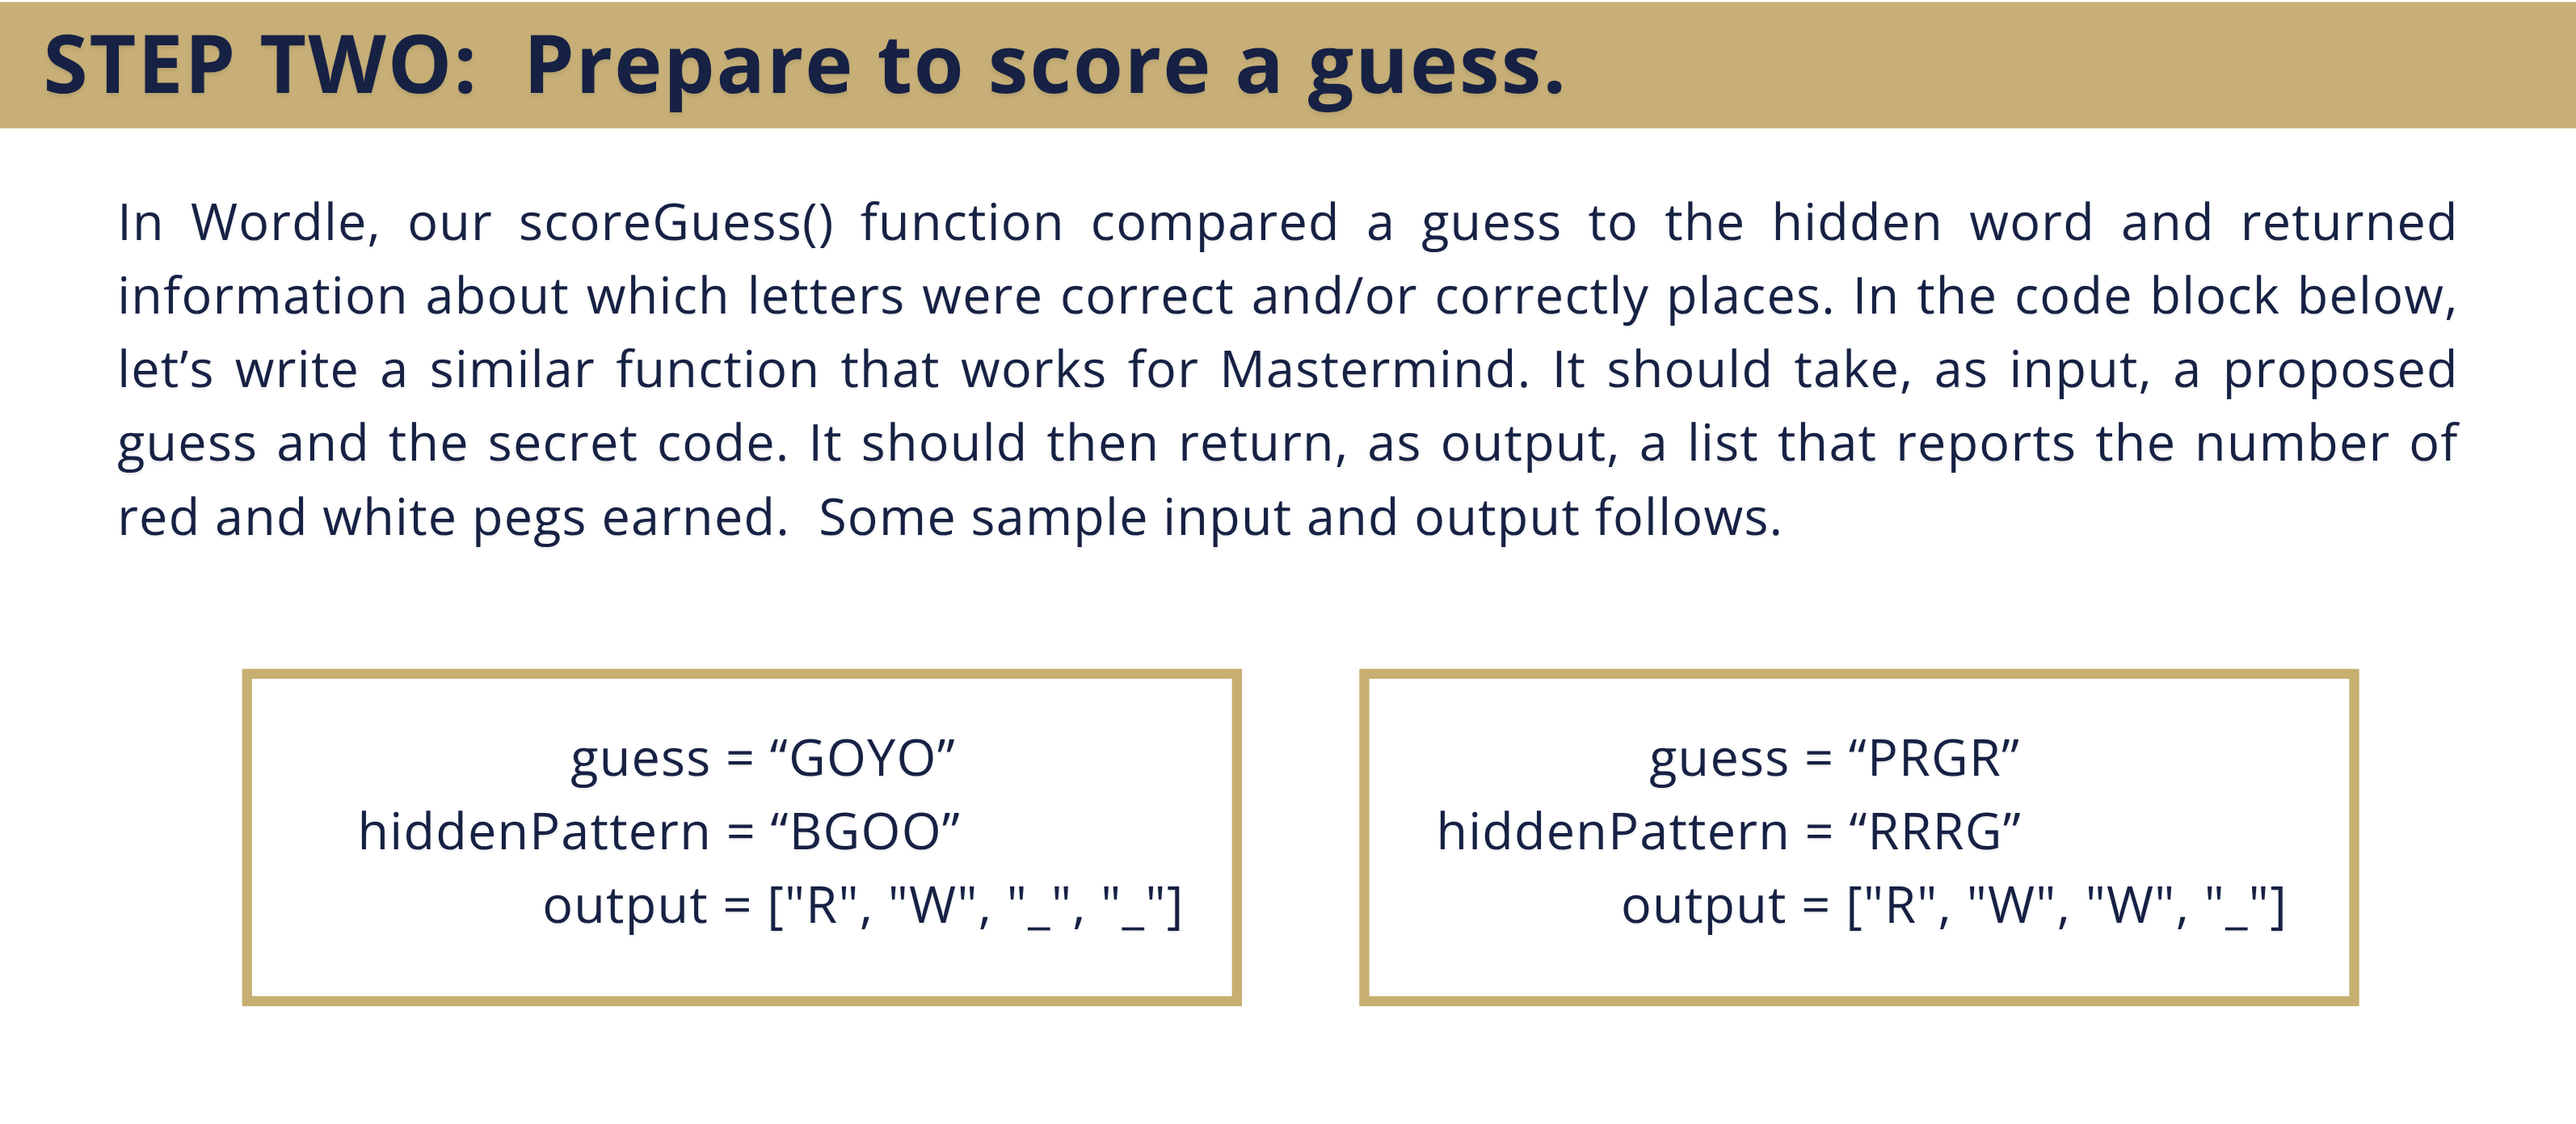 STEP TWO:  Prepare to score a guess.
In Wordle, our scoreGuess() function compared a guess to the hidden word and returned
information about which letters were correct and/or correctly places. In the code block below,
let’s write a similar function that works for Mastermind. It should take, as input, a proposed
guess and the secret code. It should then return, as output, a list that reports the number of
red and white pegs earned.  Some sample input and output follows.
guess = “GOYO”
hiddenPattern = “BGOO”
output = ["R", "W", "_", "_"]
guess = “PRGR”
hiddenPattern = “RRRG”
output = ["R", "W", "W", "_"]